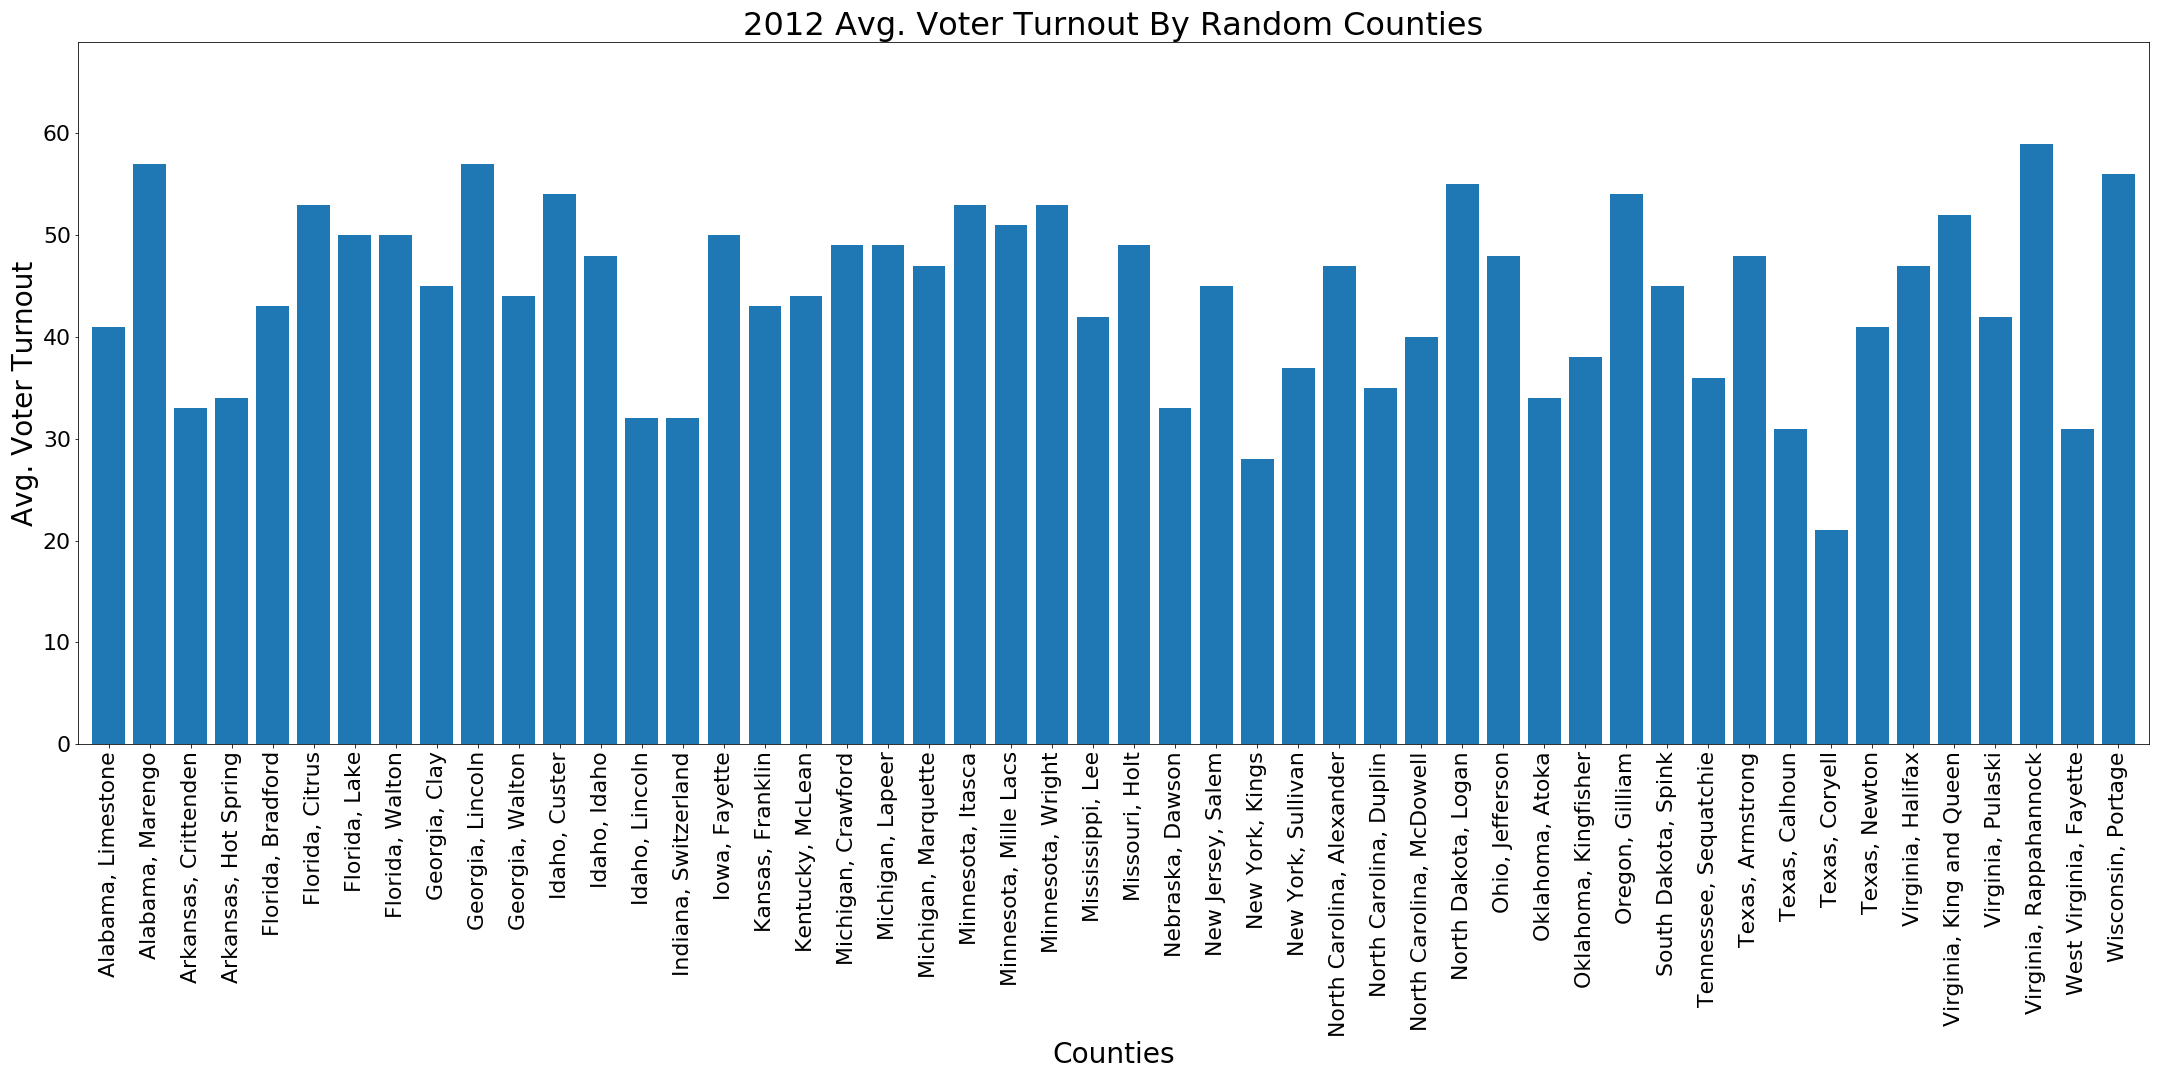 2012 Avg. Voter Turnout By Random Counties
Avg. Voter Turnout
60
50
40
30
20
10
0
Alabama, Limestone
Alabama, Marengo
Arkansas, Crittenden
Arkansas, Hot Spring
Florida, Bradford
Florida, Citrus
Florida, Lake
Florida, Walton
Georgia, Clay
Georgia, Lincoln
Georgia, Walton
Idaho, Custer
Idaho, Idaho
Idaho, Lincoln
Indiana, Switzerland
Iowa, Fayette
Kansas, Franklin
Kentucky, McLean
Michigan, Crawford
Michigan, Lapeer
Michigan, Marquette
Minnesota, Itasca
Minnesota, Mille Lacs
Minnesota, Wright
Mississippi, Lee
Missouri, Holt
Nebraska, Dawson
New Jersey, Salem
New York, Kings
New York, Sullivan
North Carolina, Alexander
North Carolina, Duplin
North Carolina, McDowell
North Dakota, Logan
Ohio, Jefferson
Oklahoma, Atoka
Oklahoma, Kingfisher
Oregon, Gilliam
South Dakota, Spink
Tennessee, Sequatchie
Texas, Armstrong
Texas, Calhoun
Texas, Coryell
Texas, Newton
Virginia, Halifax
Virginia, King and Queen
Virginia, Pulaski
Virginia, Rappahannock
West Virginia, Fayette
Wisconsin, Portage
Counties